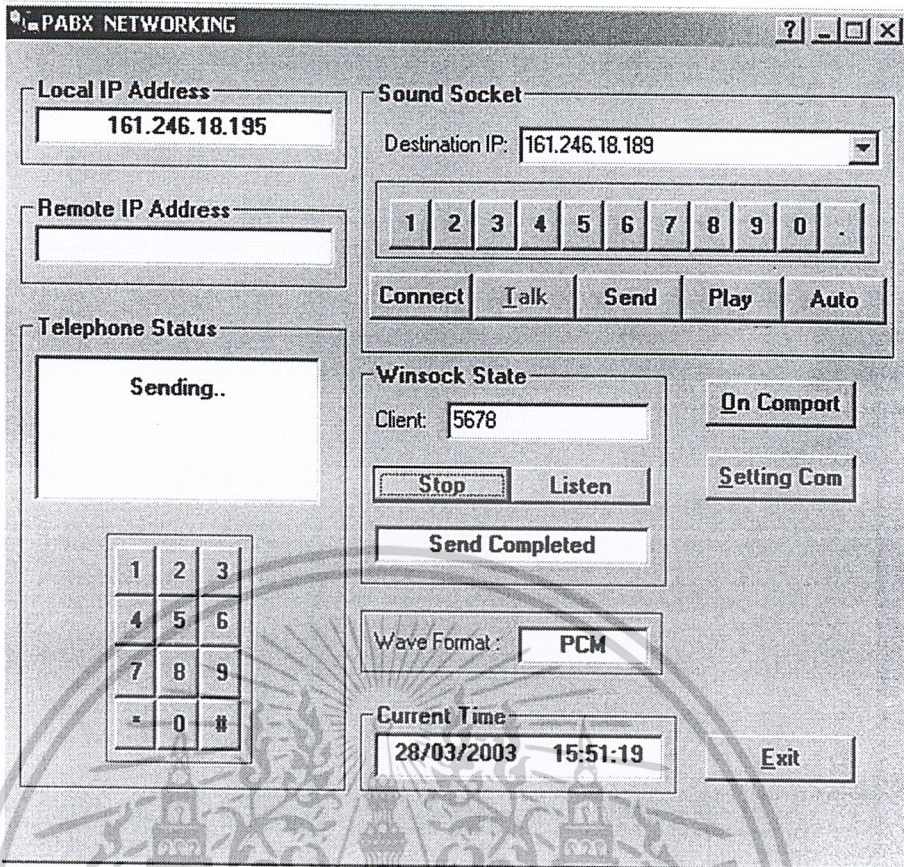 PABX NETWORKING
Local IP Address
161.246.18.195
Remote IP Address
Telephone Status
Sending..
1 2 3
4 5 6
7 8 9
* 0 #
Sound Socket
Destination IP: 161.246.18.189
1 2 3 4 5 6 7 8 9 0 .
Connect Talk Send Play Auto
Winsock State
Client: 5678
Stop Listen
Send Completed
On Comport
Setting Com
Wave Format : PCM
Current Time
28/03/2003 15:51:19
Exit